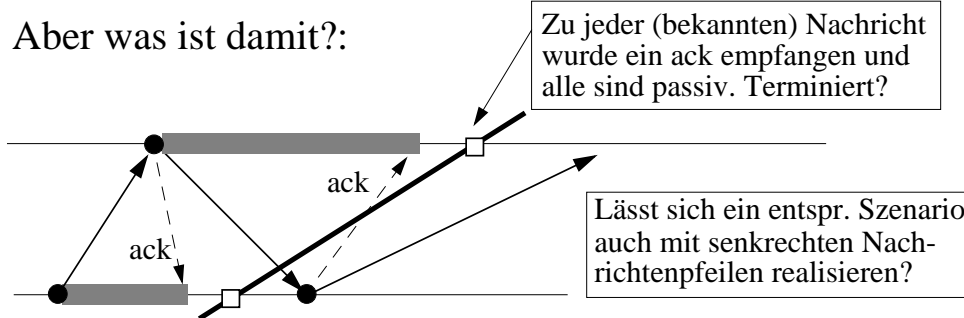 Aber was ist damit?:
Zu jeder (bekannten) Nachricht
wurde ein ack empfangen und
alle sind passiv. Terminiert?
ack
ack
Lässt sich ein entspr. Szenario
auch mit senkrechten Nach-
richtenpfeilen realisieren?